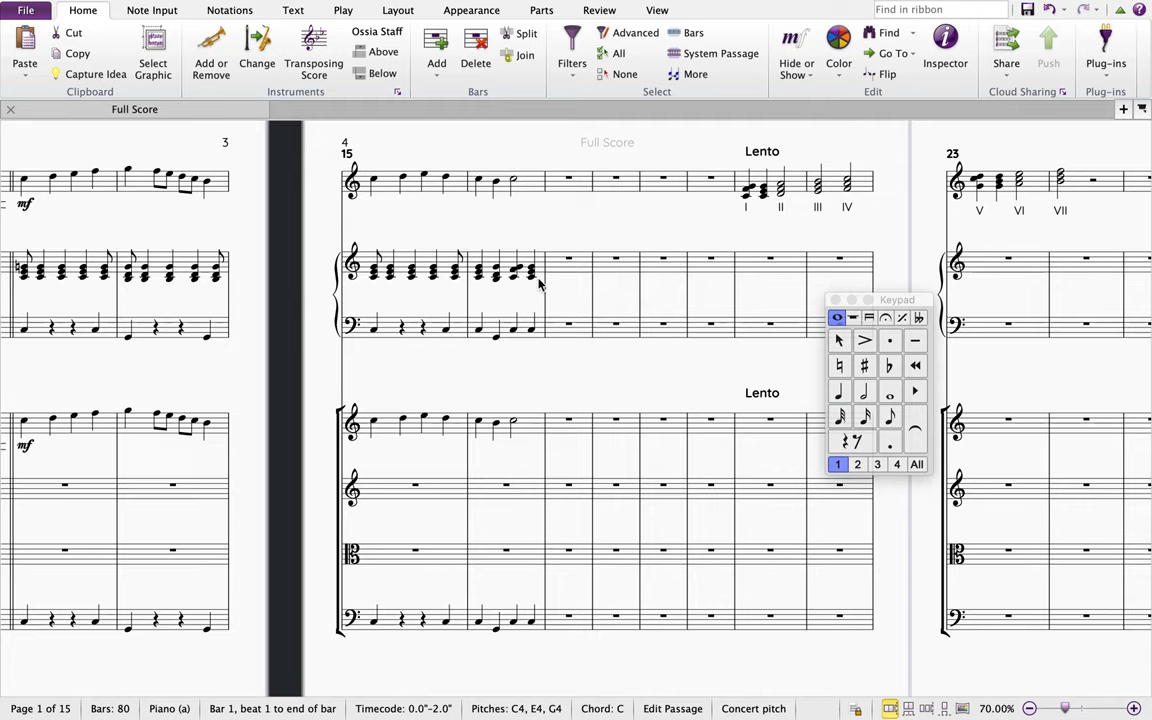 File Home Notations Text Play Layout Appearance Parts Review View Find in ribbon
Paste Cut Copy Capture Idea Select Graphic Add or Remove Change Transposing Score Ossia Staff Above Below Add Delete Split Join Filters Advanced All None Bars System Passage More Hide or Show Color Find Go To Flip Inspector Share Push Plug-ins
Clipboard Instruments Bars Select Edit Cloud Sharing Plug-ins
Full Score
3 4 Full Score
15 Lento 23
mf
I II III IV V VI VII
Keypad
Lento
mf
1 2 3 4 All
Page 1 of 15 Bars: 80 Piano (a) Bar 1, beat 1 to end of bar Timecode: 0.0"-2.0" Pitches: C4, E4, G4 Chord: C Edit Passage Concert pitch 70.00%